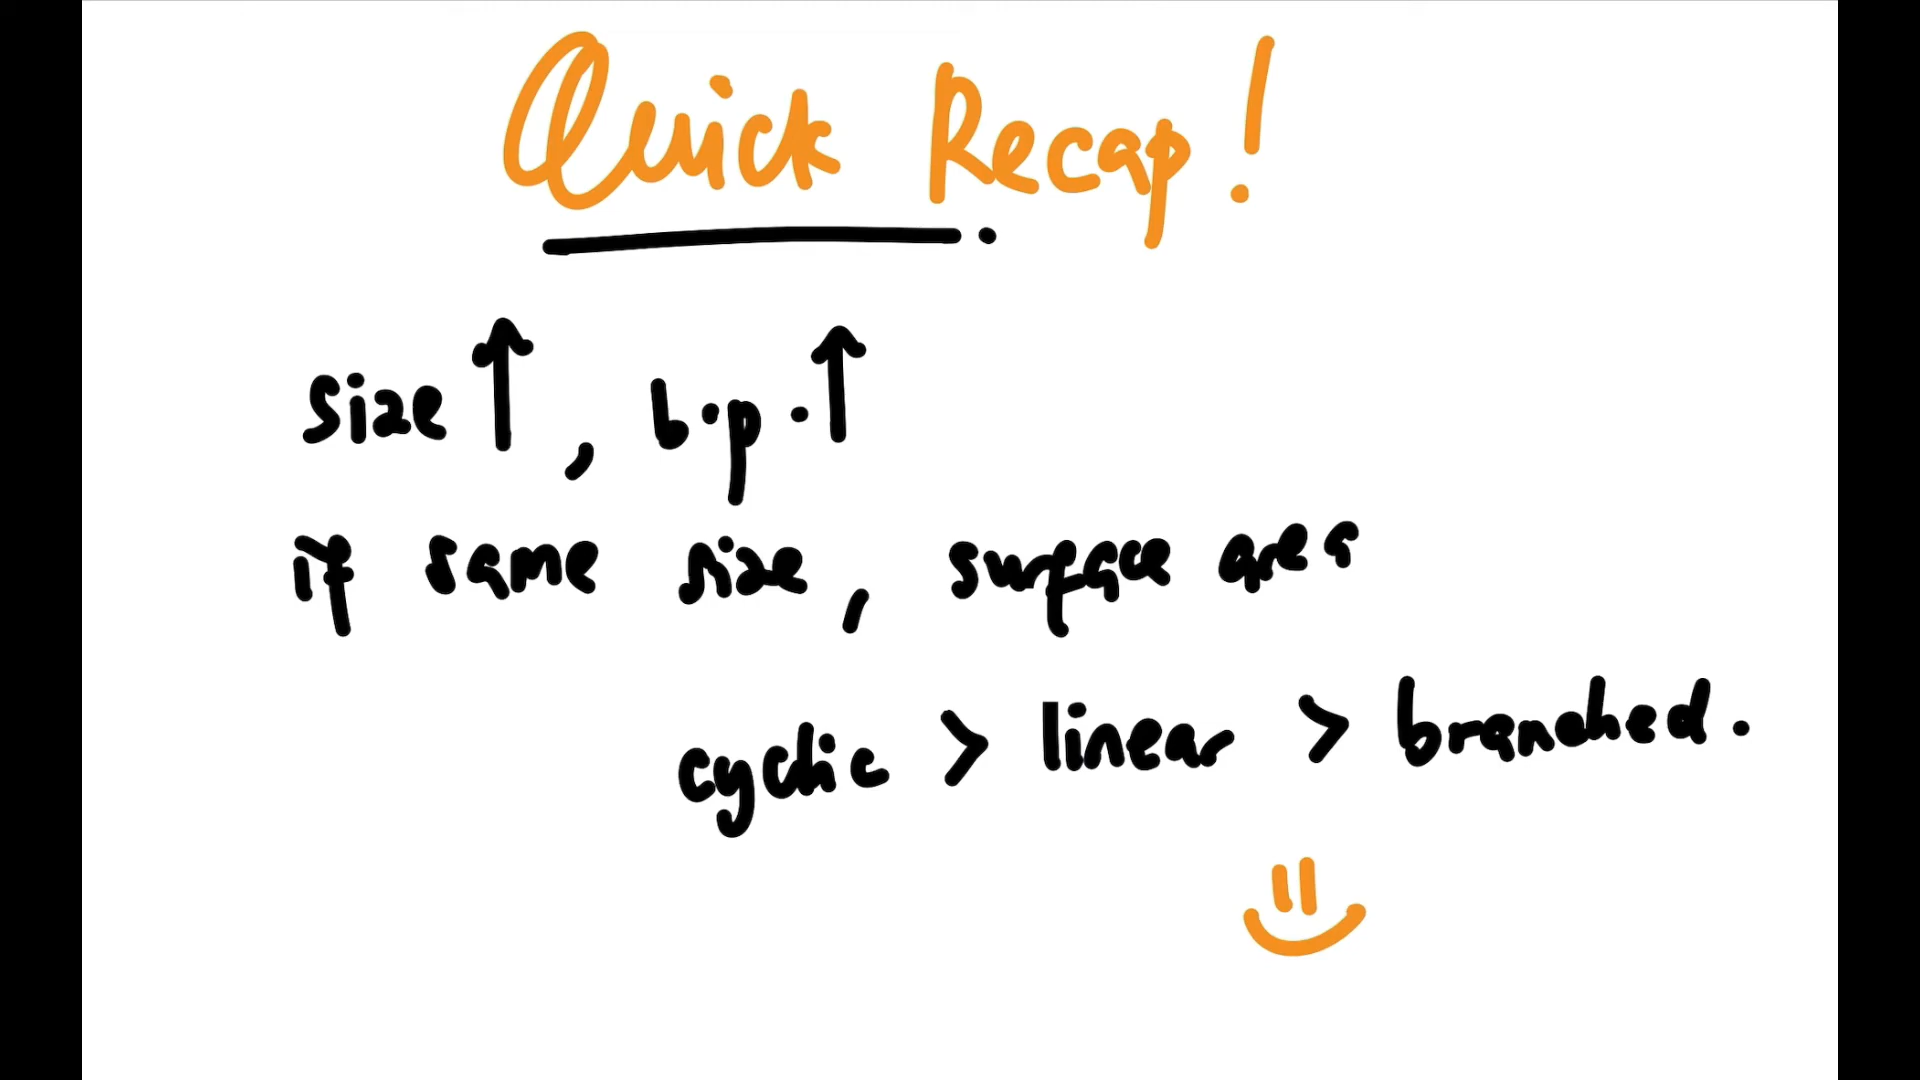 Quick Recap!
size ↑, b.p. ↑
if same size, surface area
cyclic > linear > branched.